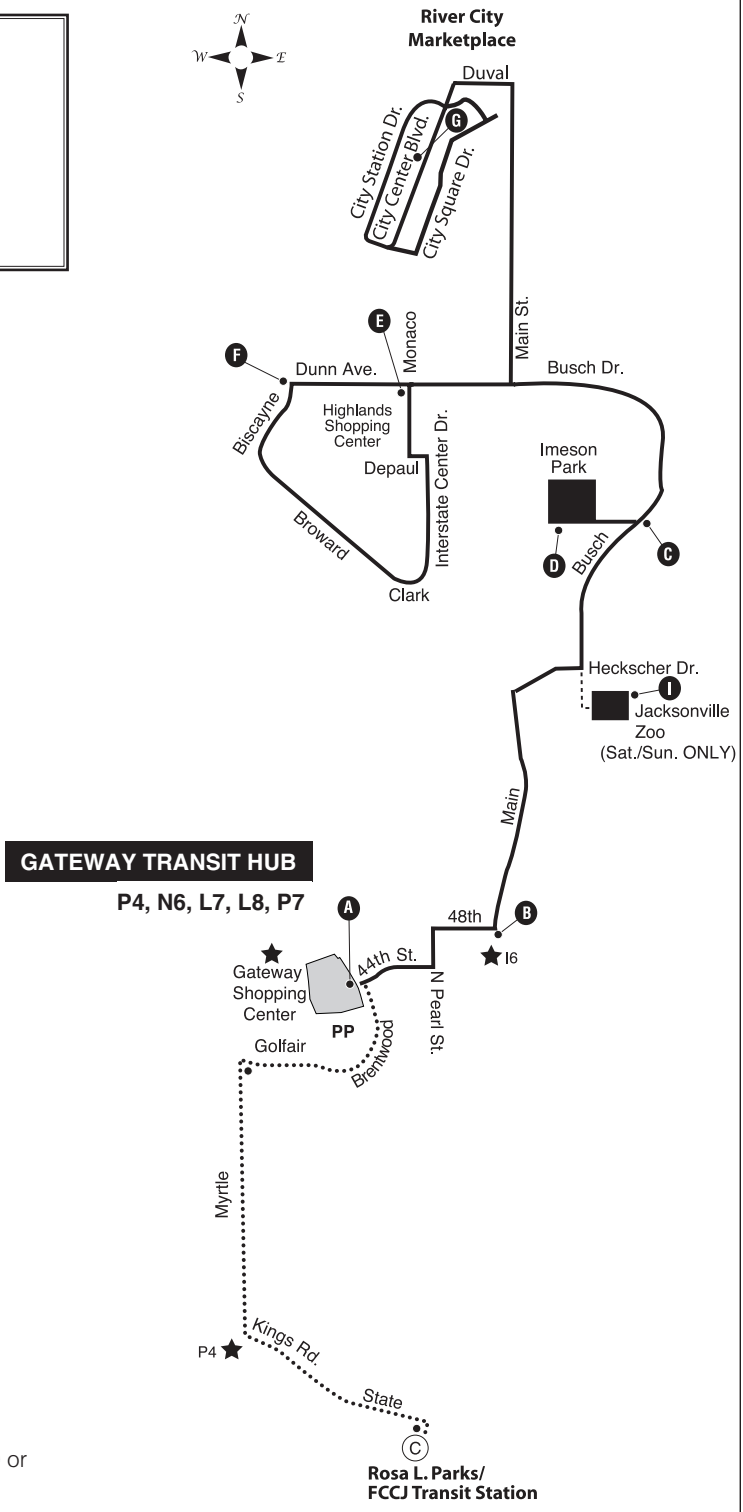 N
W E
S
River City
Marketplace
Duval
City Station Dr.
City Center Blvd.
G
City Square Dr.
Main St.
E
Monaco
F
Dunn Ave.
Busch Dr.
Biscayne
Highlands
Shopping
Center
Depaul
Interstate Center Dr.
Broward
Clark
Imeson
Park
D
Busch
C
Heckscher Dr.
I
Jacksonville
Zoo
(Sat./Sun. ONLY)
Main
GATEWAY TRANSIT HUB
P4, N6, L7, L8, P7
A
48th
B
44th St.
I6
Gateway
Shopping
Center
N Pearl St.
PP
Golfair
Brentwood
Myrtle
P4
Kings Rd.
State
C
or
Rosa L. Parks/
FCCJ Transit Station